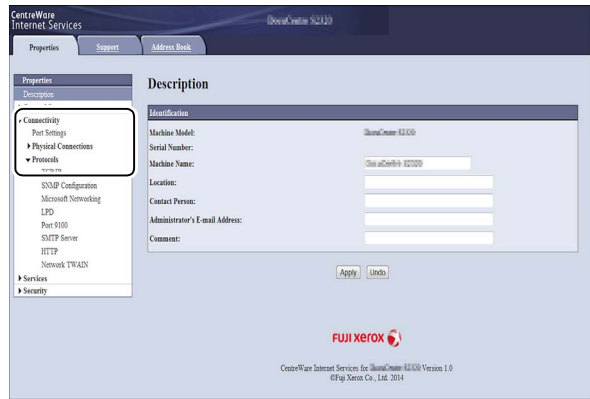 CentreWare
Internet Services
Properties
Support
Address Book
Properties
Description
Connectivity
Port Settings
Physical Connections
Protocols
TCP/IP
SNMP Configuration
Microsoft Networking
LPD
Port 9100
SMTP Server
HTTP
Network TWAIN
Services
Security
Description
Identification
Machine Model:
Serial Number:
Machine Name:
Location:
Contact Person:
Administrator's E-mail Address:
Comment:
Apply Undo
FUJI XEROX
CentreWare Internet Services for Version 1.0
©Fuji Xerox Co., Ltd. 2014